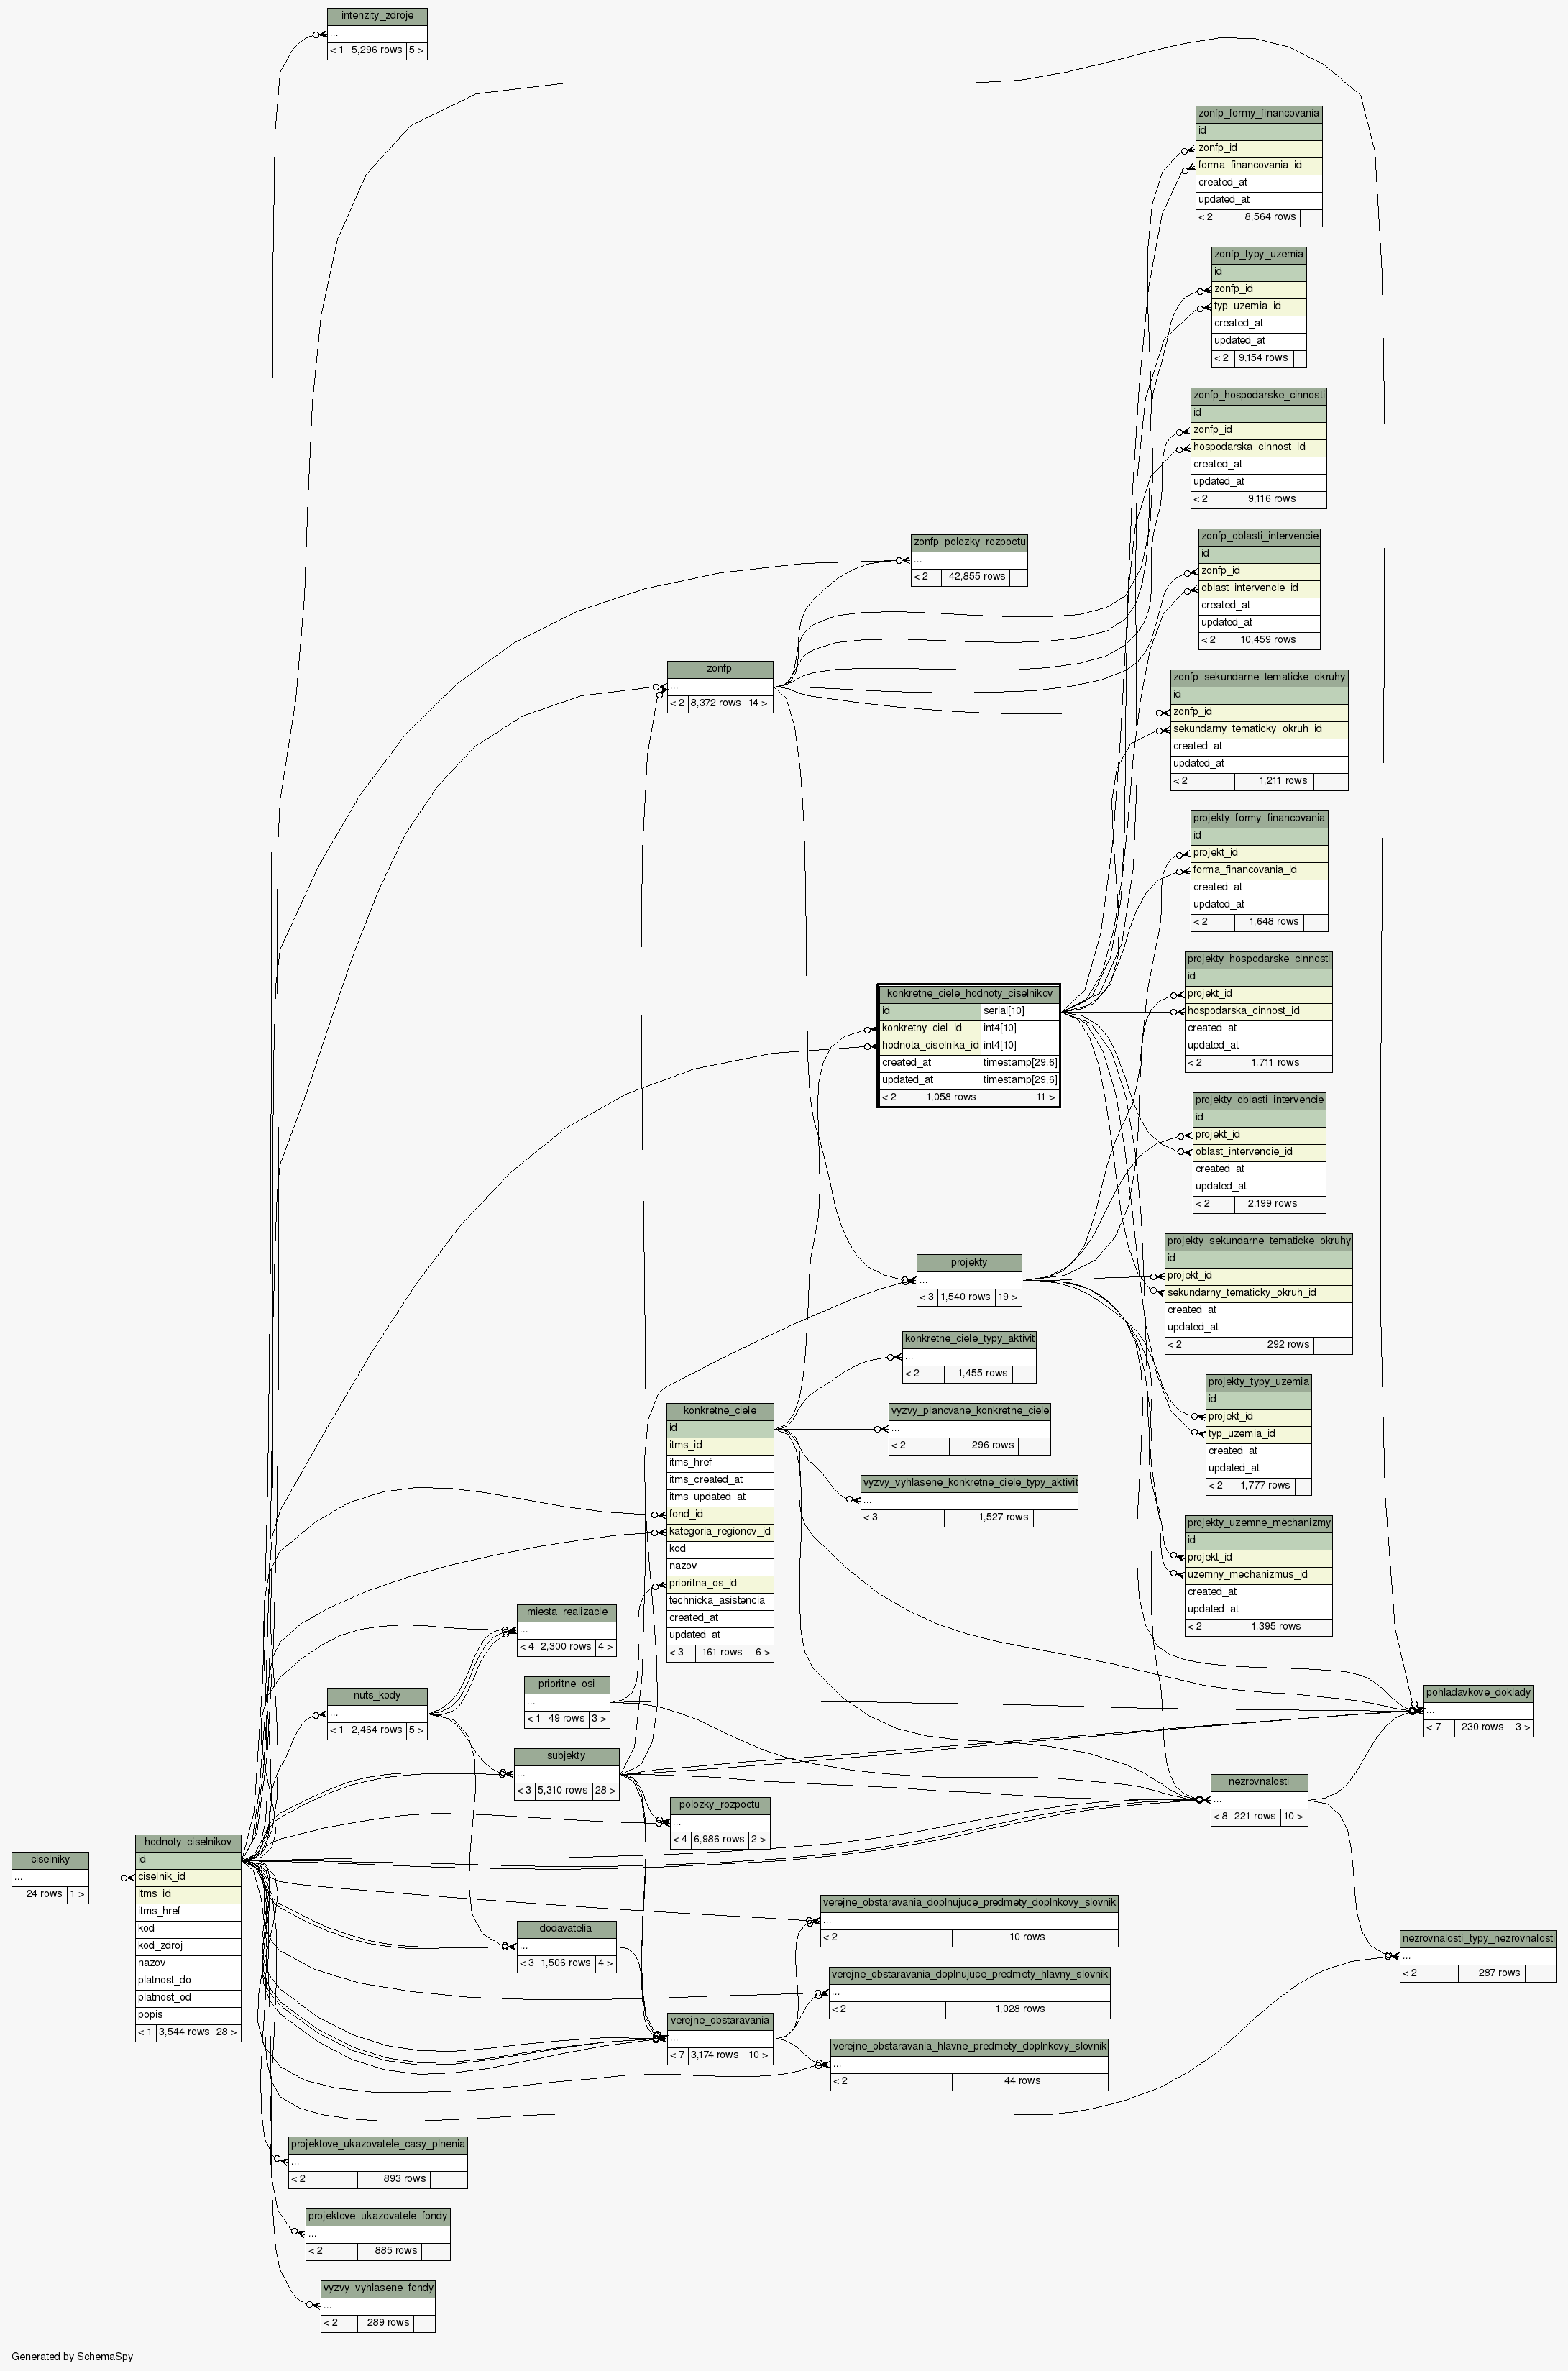 intenzity_zdroje
...
< 1 5,296 rows 5 >
zonfp_formy_financovania
id
zonfp_id
forma_financovania_id
created_at
updated_at
< 2 8,564 rows
zonfp_typy_uzemia
id
zonfp_id
typ_uzemia_id
created_at
updated_at
< 2 9,154 rows
zonfp_hospodarske_cinnosti
id
zonfp_id
hospodarska_cinnost_id
created_at
updated_at
< 2 9,116 rows
zonfp_oblasti_intervencie
id
zonfp_id
oblast_intervencie_id
created_at
updated_at
< 2 10,459 rows
zonfp_polozky_rozpoctu
...
< 2 42,855 rows
zonfp
...
< 2 8,372 rows 14 >
zonfp_sekundarne_tematicke_okruhy
id
zonfp_id
sekundarny_tematicky_okruh_id
created_at
updated_at
< 2 1,211 rows
projekty_formy_financovania
id
projekt_id
forma_financovania_id
created_at
updated_at
< 2 1,648 rows
projekty_hospodarske_cinnosti
id
projekt_id
hospodarska_cinnost_id
created_at
updated_at
< 2 1,711 rows
konkretne_ciele_hodnoty_ciselnikov
id serial[10]
konkretny_ciel_id int4[10]
hodnota_ciselnika_id int4[10]
created_at timestamp[29,6]
updated_at timestamp[29,6]
< 2 1,058 rows 11 >
projekty_oblasti_intervencie
id
projekt_id
oblast_intervencie_id
created_at
updated_at
< 2 2,199 rows
projekty_sekundarne_tematicke_okruhy
id
projekt_id
sekundarny_tematicky_okruh_id
created_at
updated_at
< 2 292 rows
projekty
...
< 3 1,540 rows 19 >
konkretne_ciele_typy_aktivit
...
< 2 1,455 rows
vyzvy_planovane_konkretne_ciele
...
< 2 296 rows
vyzvy_vyhlasene_konkretne_ciele_typy_aktivit
...
< 3 1,527 rows
projekty_typy_uzemia
id
projekt_id
typ_uzemia_id
created_at
updated_at
< 2 1,777 rows
projekty_uzemne_mechanizmy
id
projekt_id
uzemny_mechanizmus_id
created_at
updated_at
< 2 1,395 rows
konkretne_ciele
id
itms_id
itms_href
itms_created_at
itms_updated_at
fond_id
kategoria_regionov_id
kod
nazov
prioritna_os_id
technicka_asistencia
created_at
updated_at
< 3 161 rows 6 >
miesta_realizacie
...
< 4 2,300 rows 4 >
prioritne_osi
...
< 1 49 rows 3 >
nuts_kody
...
< 1 2,464 rows 5 >
pohladavkove_doklady
...
< 7 230 rows 3 >
subjekty
...
< 3 5,310 rows 28 >
nezrovnalosti
...
< 8 221 rows 10 >
polozky_rozpoctu
...
< 4 6,986 rows 2 >
ciselniky
...
24 rows 1 >
hodnoty_ciselnikov
id
ciselnik_id
itms_id
itms_href
kod
kod_zdroj
nazov
platnost_do
platnost_od
popis
< 1 3,544 rows 28 >
dodavatelia
...
< 3 1,506 rows 4 >
verejne_obstaravania_doplnujuce_predmety_doplnkovy_slovnik
...
< 2 10 rows
nezrovnalosti_typy_nezrovnalosti
...
< 2 287 rows
verejne_obstaravania_doplnujuce_predmety_hlavny_slovnik
...
< 2 1,028 rows
verejne_obstaravania
...
< 7 3,174 rows 10 >
verejne_obstaravania_hlavne_predmety_doplnkovy_slovnik
...
< 2 44 rows
projektove_ukazovatele_casy_plnenia
...
< 2 893 rows
projektove_ukazovatele_fondy
...
< 2 885 rows
vyzvy_vyhlasene_fondy
...
< 2 289 rows
Generated by SchemaSpy